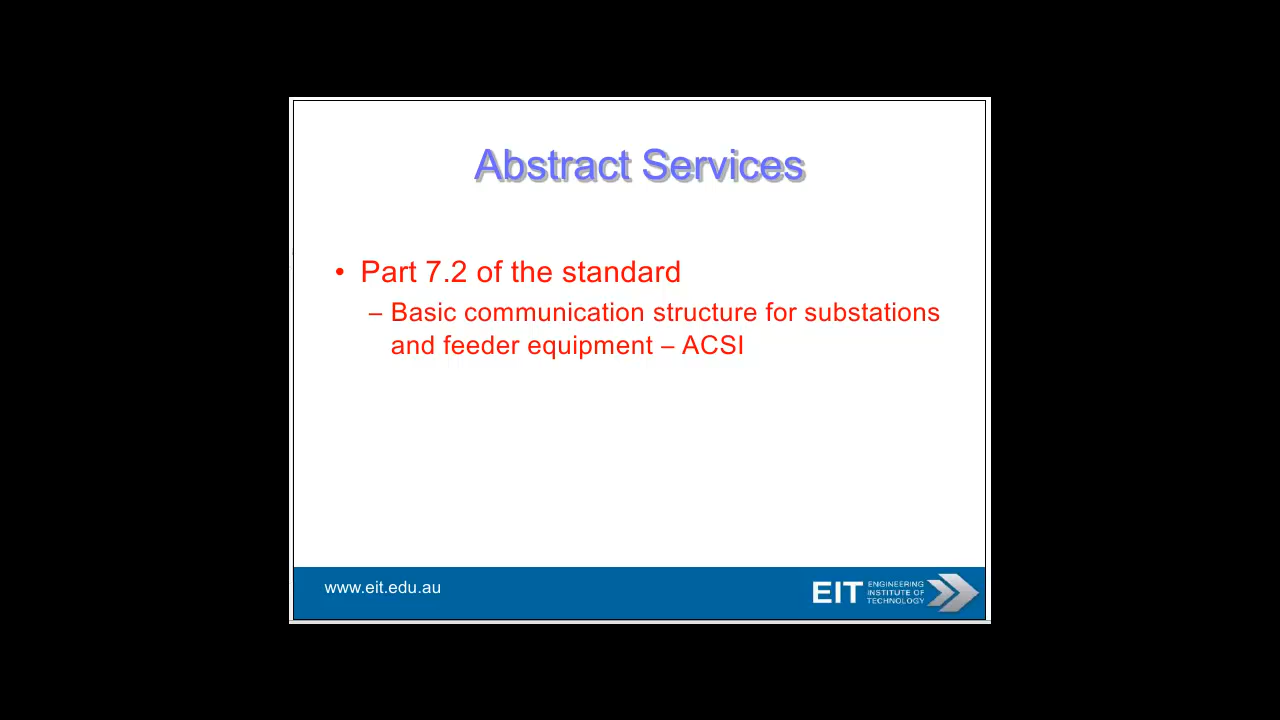 Abstract Services
• Part 7.2 of the standard
– Basic communication structure for substations
and feeder equipment – ACSI
www.eit.edu.au
EIT
ENGINEERING
INSTITUTE OF
TECHNOLOGY